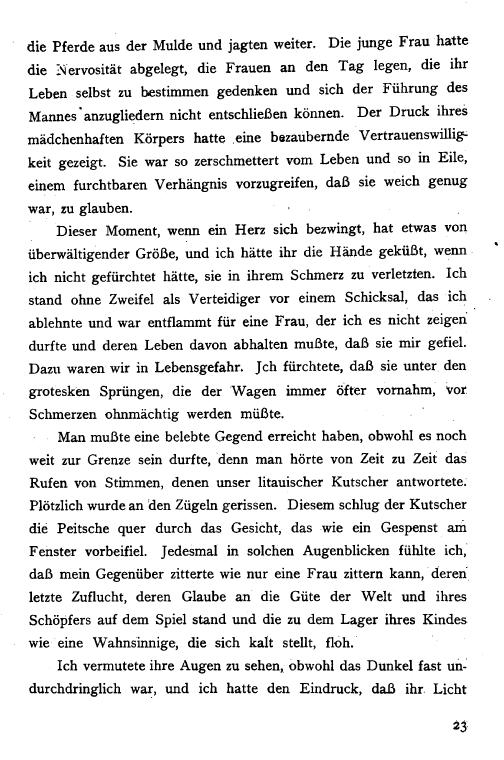 die Pferde aus der Mulde und jagten weiter. Die junge Frau hatte
die Nervosität abgelegt, die Frauen an den Tag legen, die ihr
Leben selbst zu bestimmen gedenken und sich der Führung des
Mannes anzugliedern nicht entschließen können. Der Druck ihres
mädchenhaften Körpers hatte eine bezaubernde Vertrauenswillig-
keit gezeigt. Sie war so zerschmettert vom Leben und so in Eile,
einem furchtbaren Verhängnis vorzugreifen, daß sie weich genug
war, zu glauben.
Dieser Moment, wenn ein Herz sich bezwingt, hat etwas von
überwältigender Größe, und ich hätte ihr die Hände geküßt, wenn
ich nicht gefürchtet hätte, sie in ihrem Schmerz zu verletzten. Ich
stand ohne Zweifel als Verteidiger vor einem Schicksal, das ich
ablehnte und war entflammt für eine Frau, der ich es nicht zeigen
durfte und deren Leben davon abhalten mußte, daß sie mir gefiel.
Dazu waren wir in Lebensgefahr. Jch fürchtete, daß sie unter den
grotesken Sprüngen, die der Wagen immer öfter vornahm, vor
Schmerzen ohnmächtig werden müßte.
Man mußte eine belebte Gegend erreicht haben, obwohl es noch
weit zur Grenze sein durfte, denn man hörte von Zeit zu Zeit das
Rufen von Stimmen, denen unser litauischer Kutscher antwortete.
Plötzlich wurde an den Zügeln gerissen. Diesem schlug der Kutscher
die Peitsche quer durch das Gesicht, das wie ein Gespenst am
Fenster vorbeifiel. Jedesmal in solchen Augenblicken fühlte ich,
daß mein Gegenüber zitterte wie nur eine Frau zittern kann, deren
letzte Zuflucht, deren Glaube an die Güte der Welt und ihres
Schöpfers auf dem Spiel stand und die zu dem Lager ihres Kindes
wie eine Wahnsinnige, die sich kalt stellt, floh.
Ich vermutete ihre Augen zu sehen, obwohl das Dunkel fast un-
durchdringlich war, und ich hatte den Eindruck, daß ihr Licht
23